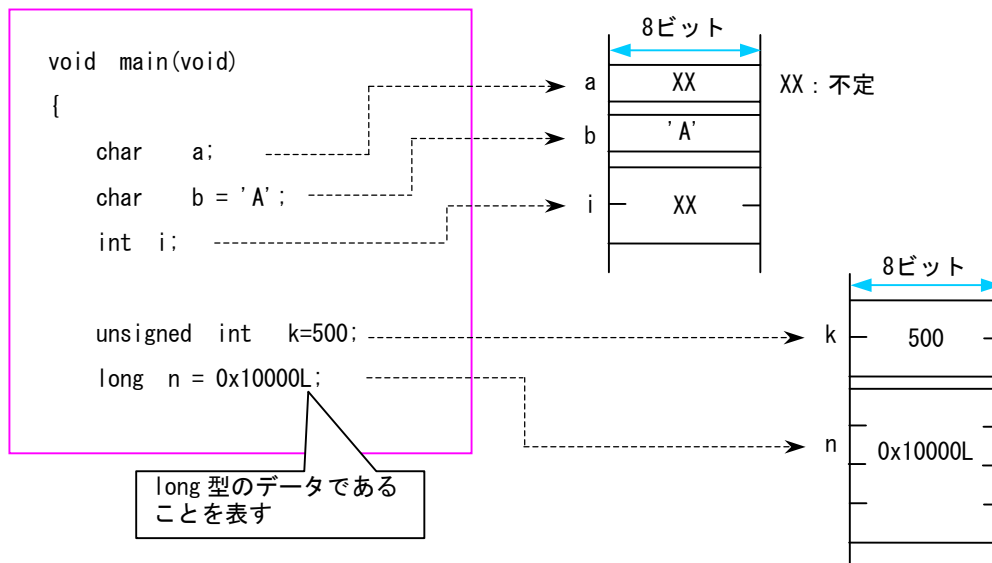 void main(void)
{
char a;
char b = 'A';
int i;
unsigned int k=500;
long n = 0x10000L;
long 型のデータである
ことを表す
8ビット
a XX XX：不定
b 'A'
i XX
8ビット
k 500
n 0x10000L